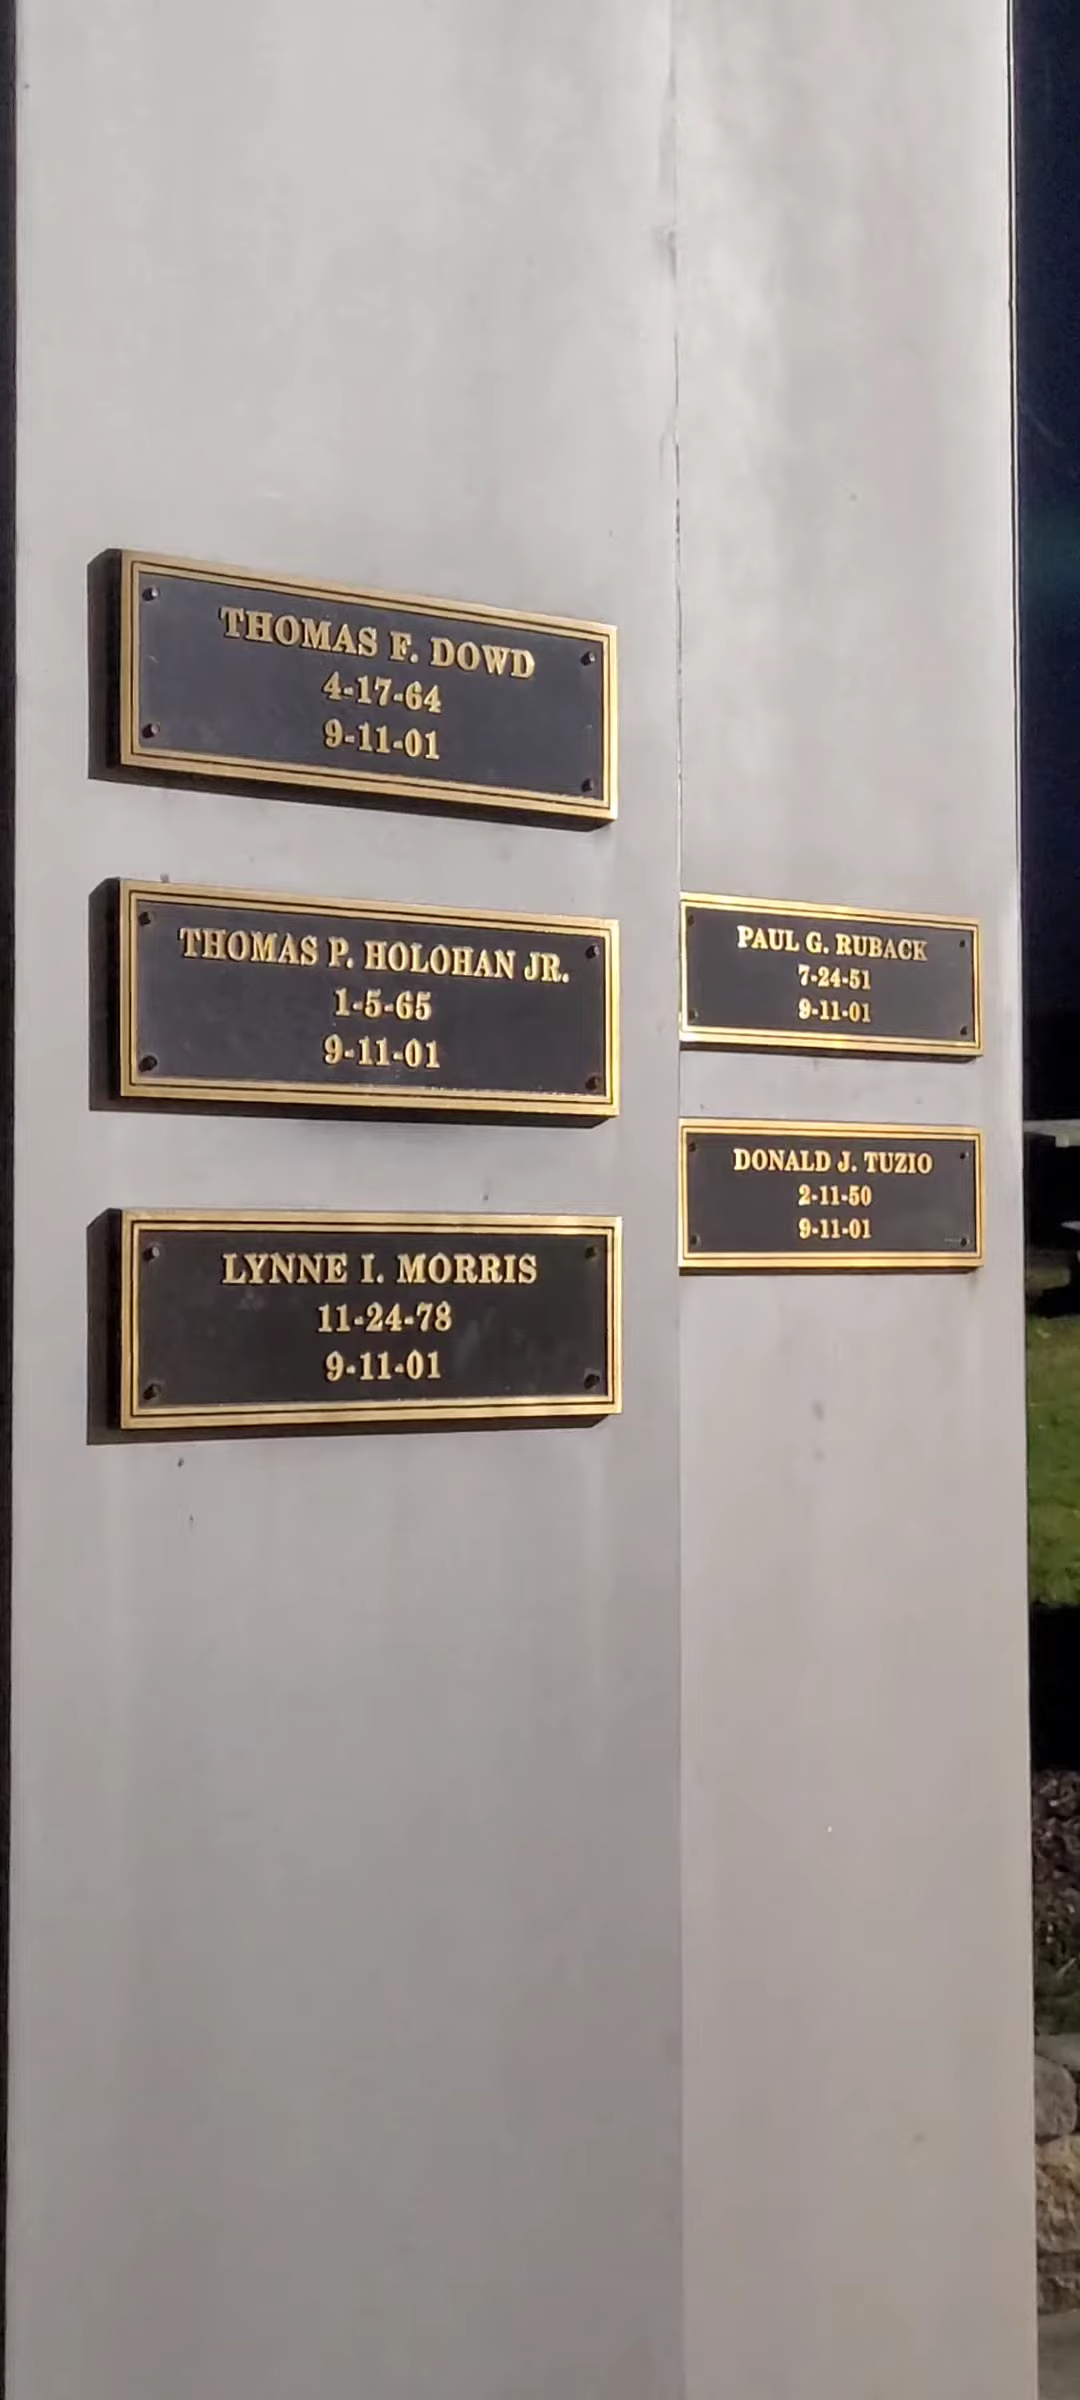 THOMAS F. DOWD
4-17-64
9-11-01
THOMAS P. HOLOHAN JR.
1-5-65
9-11-01
LYNNE I. MORRIS
11-24-78
9-11-01
PAUL G. RUBACK
7-24-51
9-11-01
DONALD J. TUZIO
2-11-50
9-11-01